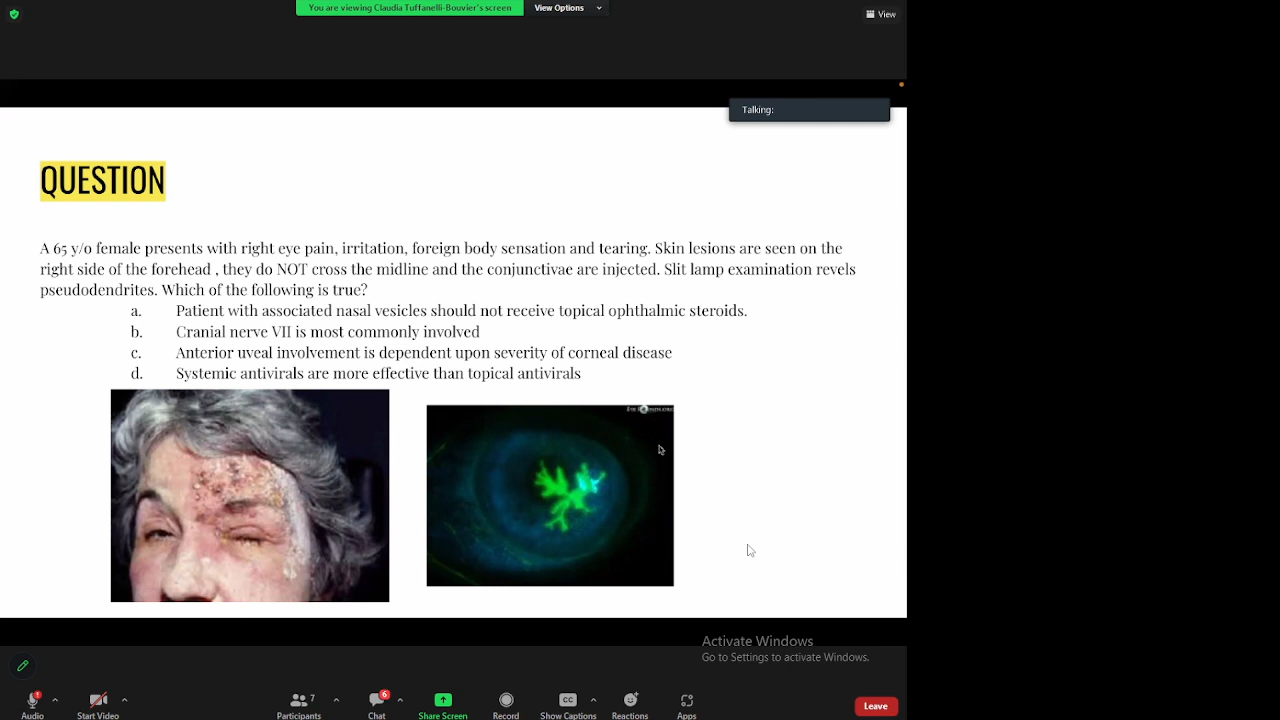 You are viewing Claudia Tuffanelli-Bouvier's screen
View Options
View
Talking:
QUESTION
A 65 y/o female presents with right eye pain, irritation, foreign body sensation and tearing. Skin lesions are seen on the
right side of the forehead , they do NOT cross the midline and the conjunctivae are injected. Slit lamp examination revels
pseudodendrites. Which of the following is true?
a. Patient with associated nasal vesicles should not receive topical ophthalmic steroids.
b. Cranial nerve VII is most commonly involved
c. Anterior uveal involvement is dependent upon severity of corneal disease
d. Systemic antivirals are more effective than topical antivirals
Activate Windows
Go to Settings to activate Windows.
7
6
CC
Audio
Start Video
Participants
Chat
Share Screen
Record
Show Captions
Reactions
Apps
Leave